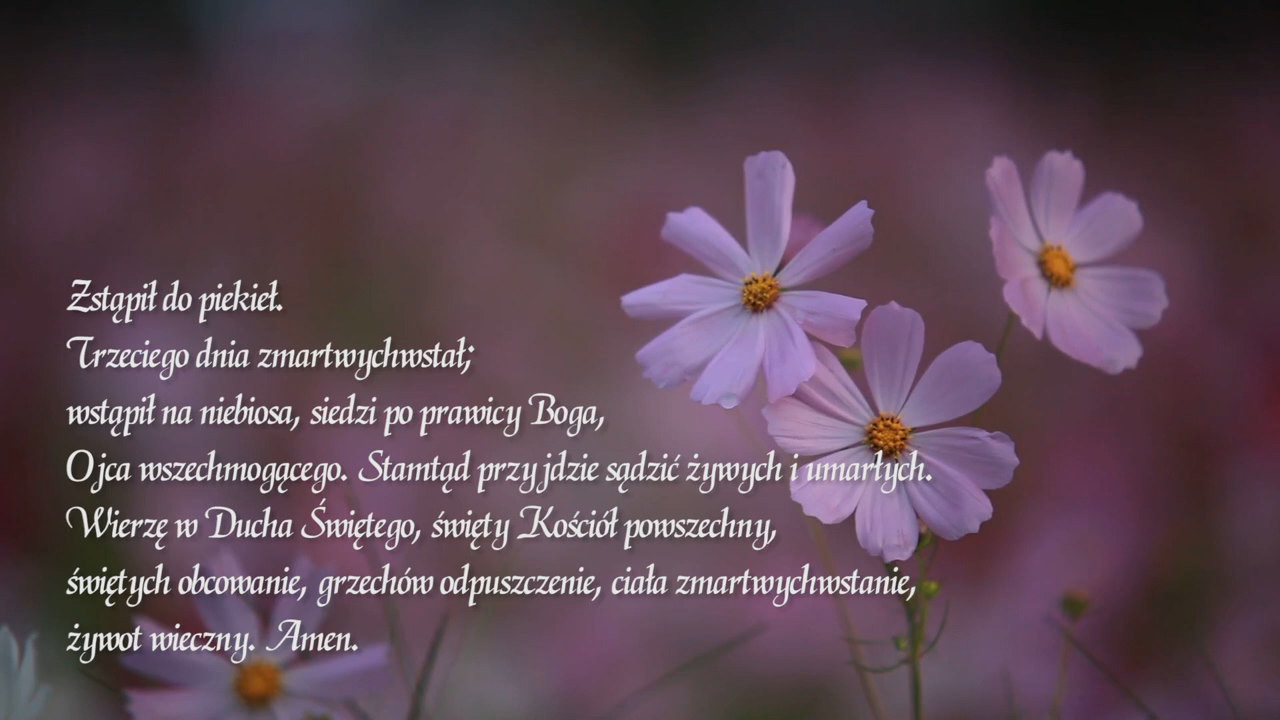 Zstąpił do piekieł.
Trzeciego dnia zmartwychwstał;
wstąpił na niebiosa, siedzi po prawicy Boga,
Ojca wszechmogącego. Stamtąd przyjdzie sądzić żywych i umarłych.
Wierzę w Ducha Świętego, święty Kościół powszechny,
świętych obcowanie, grzechów odpuszczenie, ciała zmartwychwstanie,
żywot wieczny. Amen.